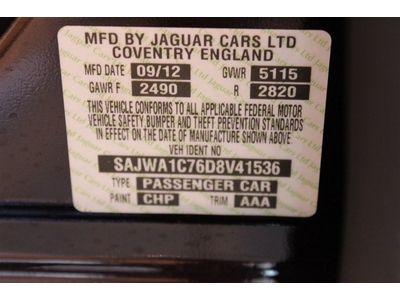 MFD BY JAGUAR CARS LTD
COVENTRY ENGLAND
MFD DATE 09/12 GVWR 5115
GAWR F 2490 R 2820
THIS VEHICLE CONFORMS TO ALL APPLICABLE FEDERAL MOTOR
VEHICLE SAFETY,BUMPER AND THEFT PREVENTION STANDARDS
IN EFFECT ON THE DATE OF MANUFACTURE SHOWN ABOVE.
VEH IDENT NO
SAJWA1C76D8V41536
TYPE PASSENGER CAR
PAINT CHP TRIM AAA